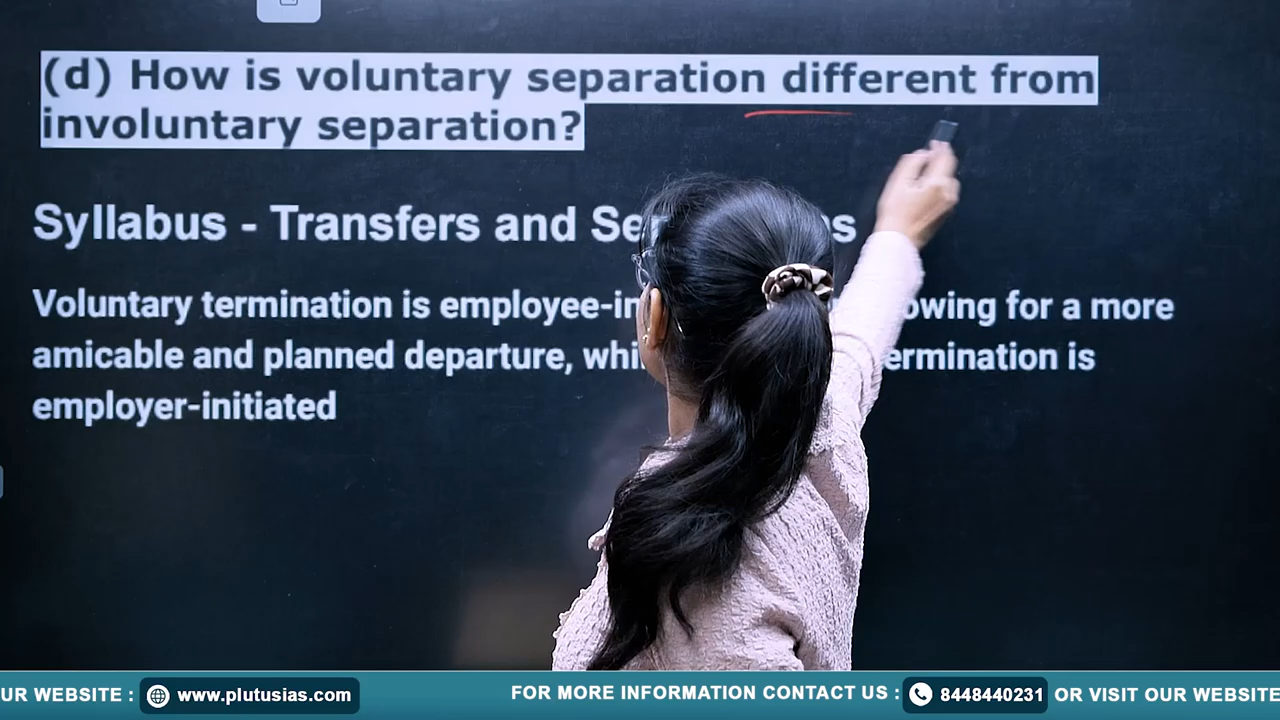 (d) How is voluntary separation different from
involuntary separation?
Syllabus - Transfers and Se
Voluntary termination is employee-in owing for a more
amicable and planned departure, whi ermination is
employer-initiated
UR WEBSITE : www.plutusias.com FOR MORE INFORMATION CONTACT US : 8448440231 OR VISIT OUR WEBSITE